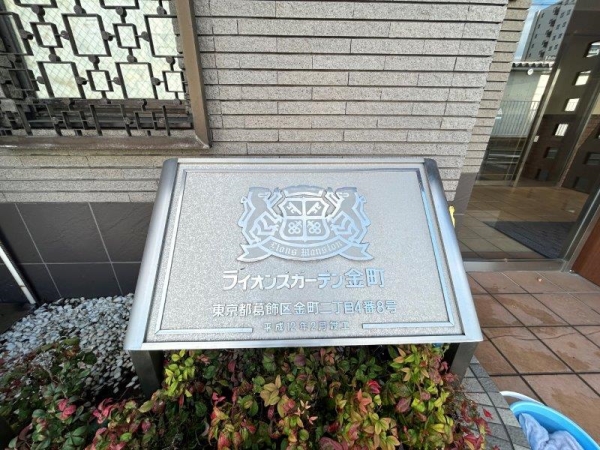 Lions Mansion
ライオンズガーデン金町
東京都葛飾区金町二丁目4番8号